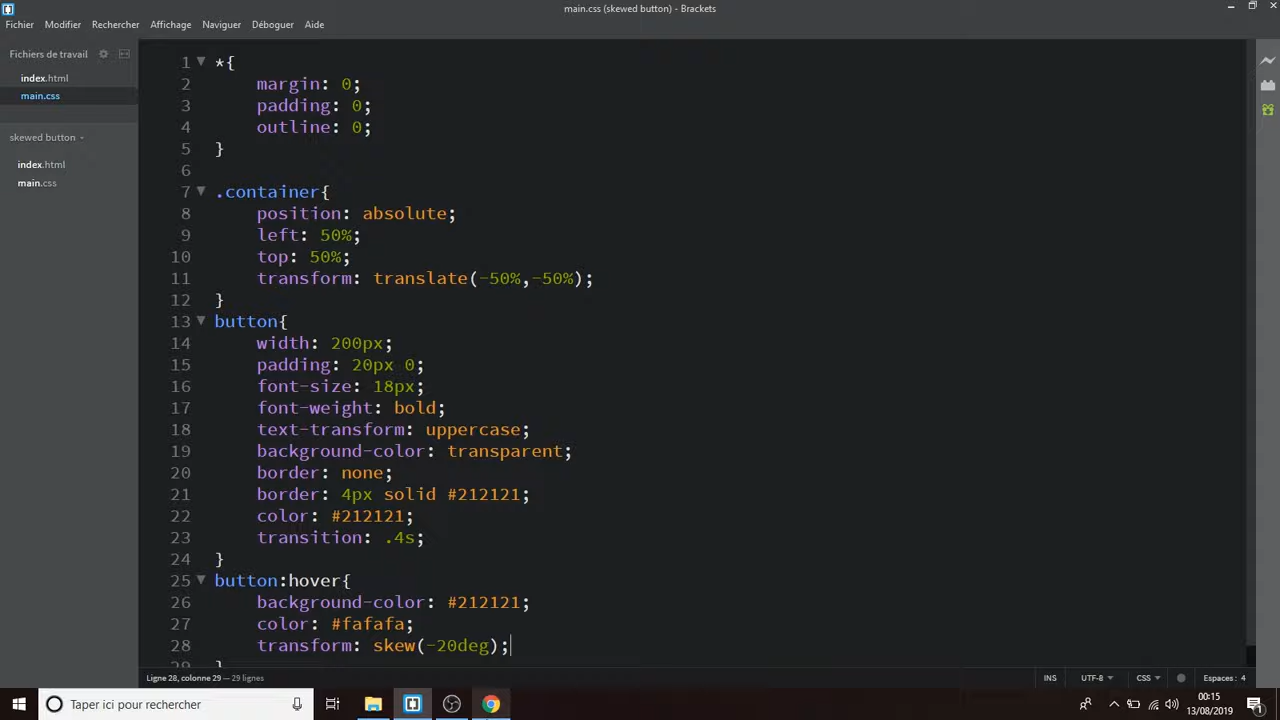 main.css (skewed button) - Brackets
Fichier Modifier Rechercher Affichage Naviguer Déboguer Aide
Fichiers de travail
index.html
main.css
skewed button
index.html
main.css
1 *{
2 margin: 0;
3 padding: 0;
4 outline: 0;
5 }
6
7 .container{
8 position: absolute;
9 left: 50%;
10 top: 50%;
11 transform: translate(-50%,-50%);
12 }
13 button{
14 width: 200px;
15 padding: 20px 0;
16 font-size: 18px;
17 font-weight: bold;
18 text-transform: uppercase;
19 background-color: transparent;
20 border: none;
21 border: 4px solid #212121;
22 color: #212121;
23 transition: .4s;
24 }
25 button:hover{
26 background-color: #212121;
27 color: #fafafa;
28 transform: skew(-20deg);
29 }
Ligne 28, colonne 29 — 29 lignes
INS UTF-8 CSS Espaces : 4
Taper ici pour rechercher
00:15
13/08/2019
1